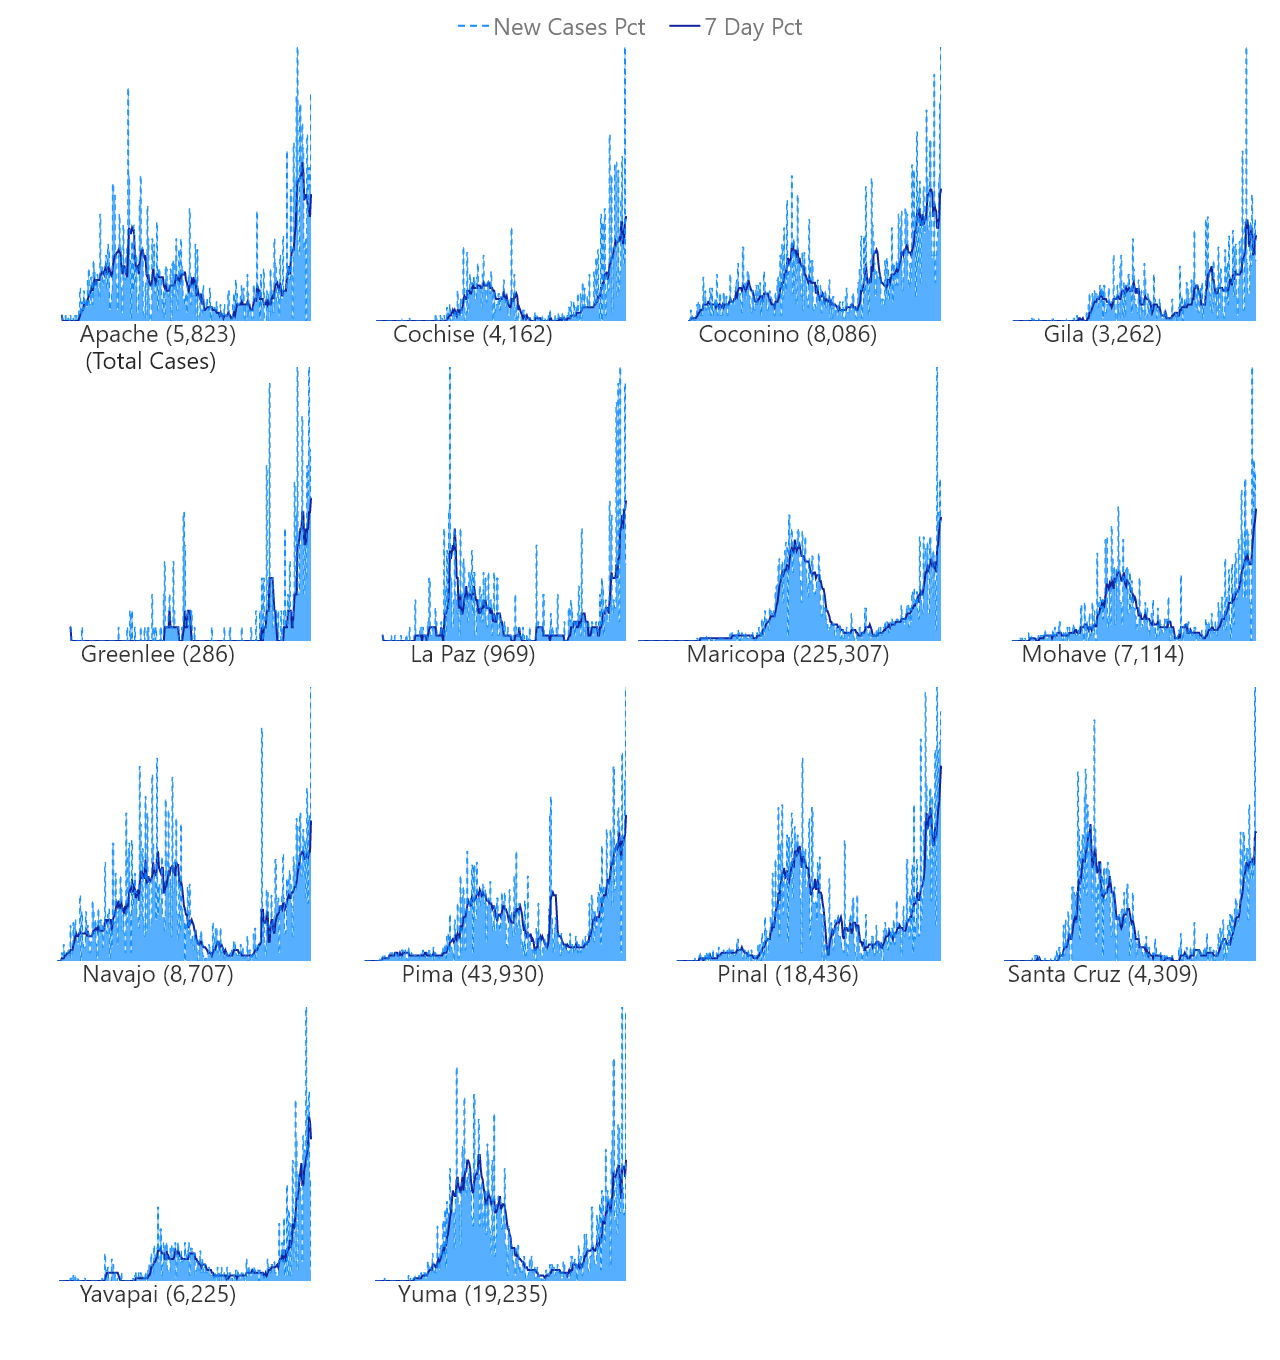 New Cases Pct 7 Day Pct
Apache (5,823) Cochise (4,162) Coconino (8,086) Gila (3,262)
(Total Cases)
Greenlee (286) La Paz (969) Maricopa (225,307) Mohave (7,114)
Navajo (8,707) Pima (43,930) Pinal (18,436) Santa Cruz (4,309)
Yavapai (6,225) Yuma (19,235)